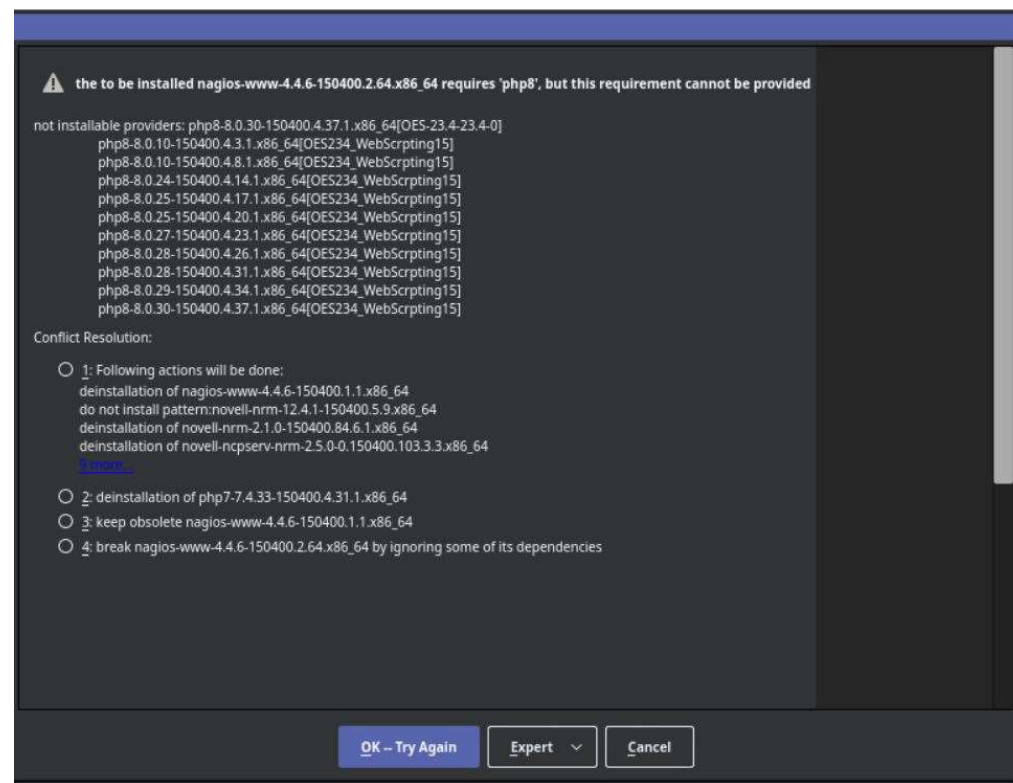 the to be installed nagios-www-4.4.6-150400.2.64.x86_64 requires 'php8', but this requirement cannot be provided
not installable providers: php8-8.0.30-150400.4.37.1.x86_64[OES-23.4-23.4-0]
php8-8.0.10-150400.4.3.1.x86_64[OES234_WebScrpting15]
php8-8.0.10-150400.4.8.1.x86_64[OES234_WebScrpting15]
php8-8.0.24-150400.4.14.1.x86_64[OES234_WebScrpting15]
php8-8.0.25-150400.4.17.1.x86_64[OES234_WebScrpting15]
php8-8.0.25-150400.4.20.1.x86_64[OES234_WebScrpting15]
php8-8.0.27-150400.4.23.1.x86_64[OES234_WebScrpting15]
php8-8.0.28-150400.4.26.1.x86_64[OES234_WebScrpting15]
php8-8.0.28-150400.4.31.1.x86_64[OES234_WebScrpting15]
php8-8.0.29-150400.4.34.1.x86_64[OES234_WebScrpting15]
php8-8.0.30-150400.4.37.1.x86_64[OES234_WebScrpting15]
Conflict Resolution:
1: Following actions will be done:
deinstallation of nagios-www-4.4.6-150400.1.1.x86_64
do not install pattern:novell-nrm-12.4.1-150400.5.9.x86_64
deinstallation of novell-nrm-2.1.0-150400.84.6.1.x86_64
deinstallation of novell-ncpserv-nrm-2.5.0-0.150400.103.3.3.x86_64
9 more...
2: deinstallation of php7-7.4.33-150400.4.31.1.x86_64
3: keep obsolete nagios-www-4.4.6-150400.1.1.x86_64
4: break nagios-www-4.4.6-150400.2.64.x86_64 by ignoring some of its dependencies
OK -- Try Again Expert Cancel